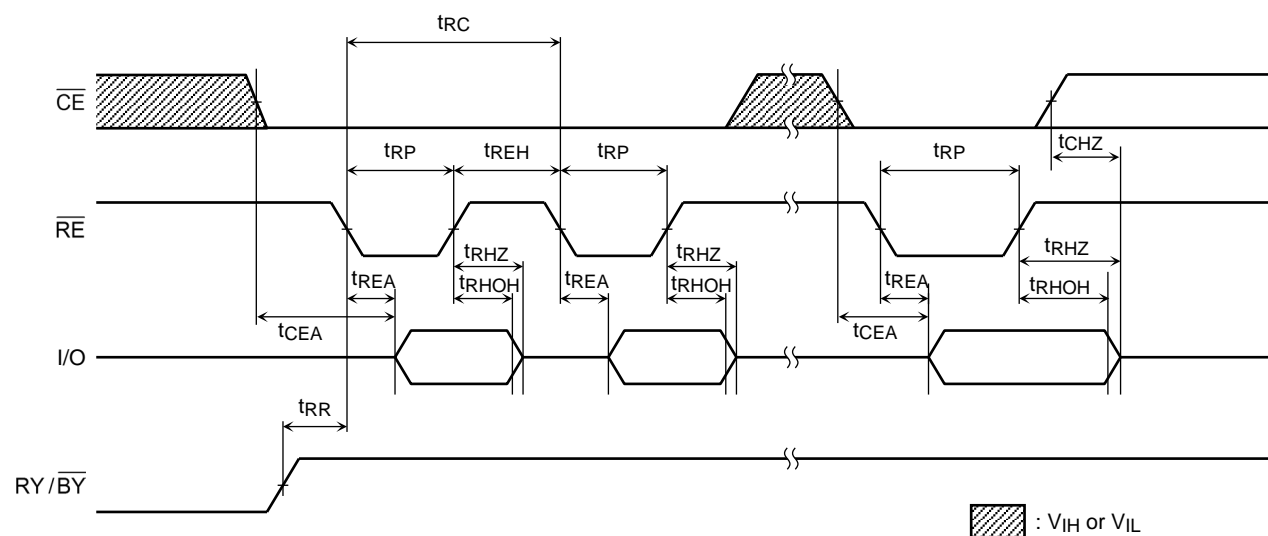 tRC
CE
tRP tREH tRP tRP tCHZ
RE
tRHZ tRHZ tRHZ
tREA tRHOH tREA tRHOH tREA tRHOH
tCEA tCEA
I/O
tRR
RY/BY
: VIH or VIL